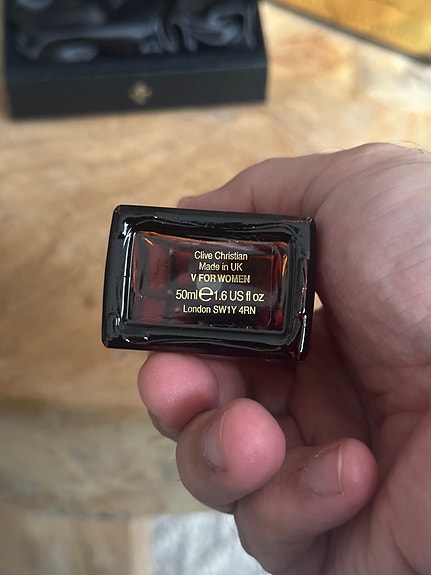 Clive Christian
Made in UK
V FOR WOMEN
50ml℮1.6 US fl oz
London SW1Y 4RN